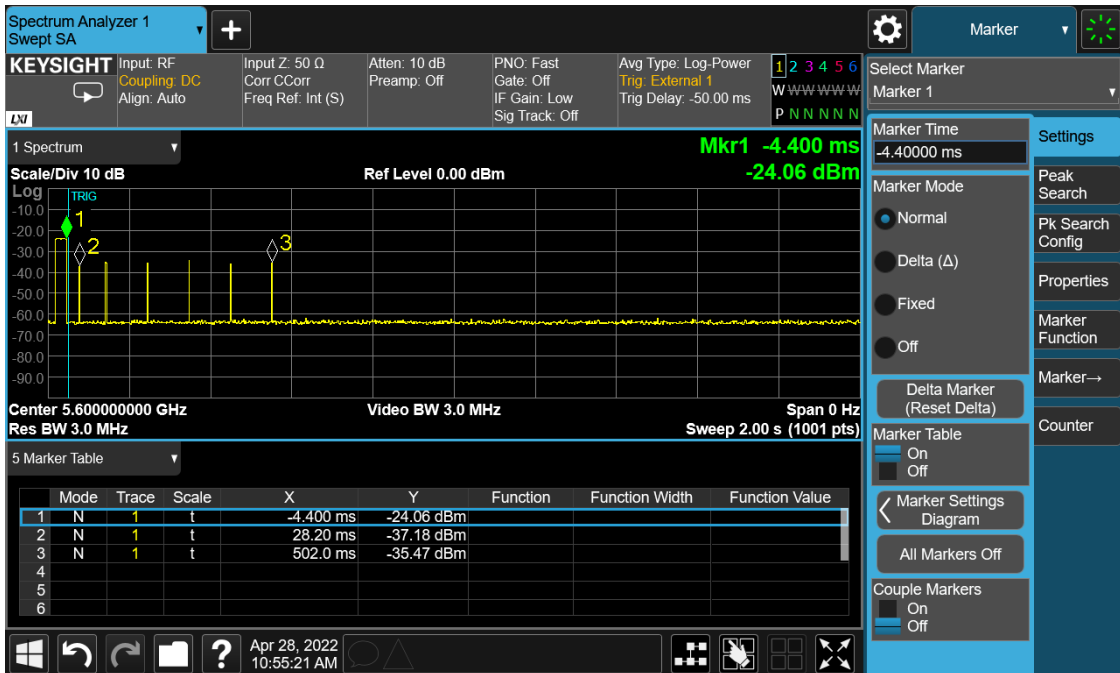 Spectrum Analyzer 1
Swept SA
+
Marker
KEYSIGHT
LXI
Input: RF
Coupling: DC
Align: Auto
Input Z: 50 Ω
Corr CCorr
Freq Ref: Int (S)
Atten: 10 dB
Preamp: Off
PNO: Fast
Gate: Off
IF Gain: Low
Sig Track: Off
Avg Type: Log-Power
Trig: External 1
Trig Delay: -50.00 ms
1 2 3 4 5 6
W W W W W W
P N N N N N
Select Marker
Marker 1
1 Spectrum
Mkr1 -4.400 ms
Scale/Div 10 dB
Ref Level 0.00 dBm
-24.06 dBm
Log
TRIG
-10.0
-20.0
-30.0
-40.0
-50.0
-60.0
-70.0
-80.0
-90.0
1
2
3
Center 5.600000000 GHz
Video BW 3.0 MHz
Span 0 Hz
Res BW 3.0 MHz
Sweep 2.00 s (1001 pts)
5 Marker Table
Mode Trace Scale X Y Function Function Width Function Value
1 N 1 t -4.400 ms -24.06 dBm
2 N 1 t 28.20 ms -37.18 dBm
3 N 1 t 502.0 ms -35.47 dBm
4
5
6
Marker Time
-4.40000 ms
Marker Mode
Normal
Delta (Δ)
Fixed
Off
Delta Marker
(Reset Delta)
Marker Table
On
Off
Marker Settings
Diagram
All Markers Off
Couple Markers
On
Off
Settings
Peak
Search
Pk Search
Config
Properties
Marker
Function
Marker→
Counter
?
Apr 28, 2022
10:55:21 AM